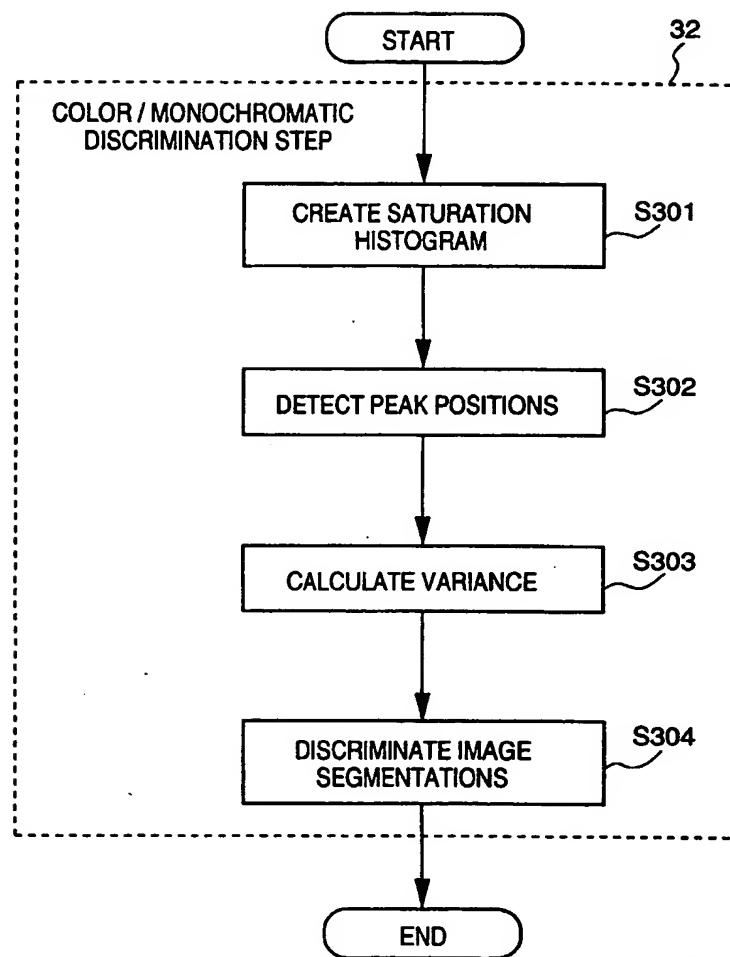 START
32
COLOR / MONOCHROMATIC
DISCRIMINATION STEP
CREATE SATURATION
HISTOGRAM
S301
DETECT PEAK POSITIONS
S302
CALCULATE VARIANCE
S303
DISCRIMINATE IMAGE
SEGMENTATIONS
S304
END